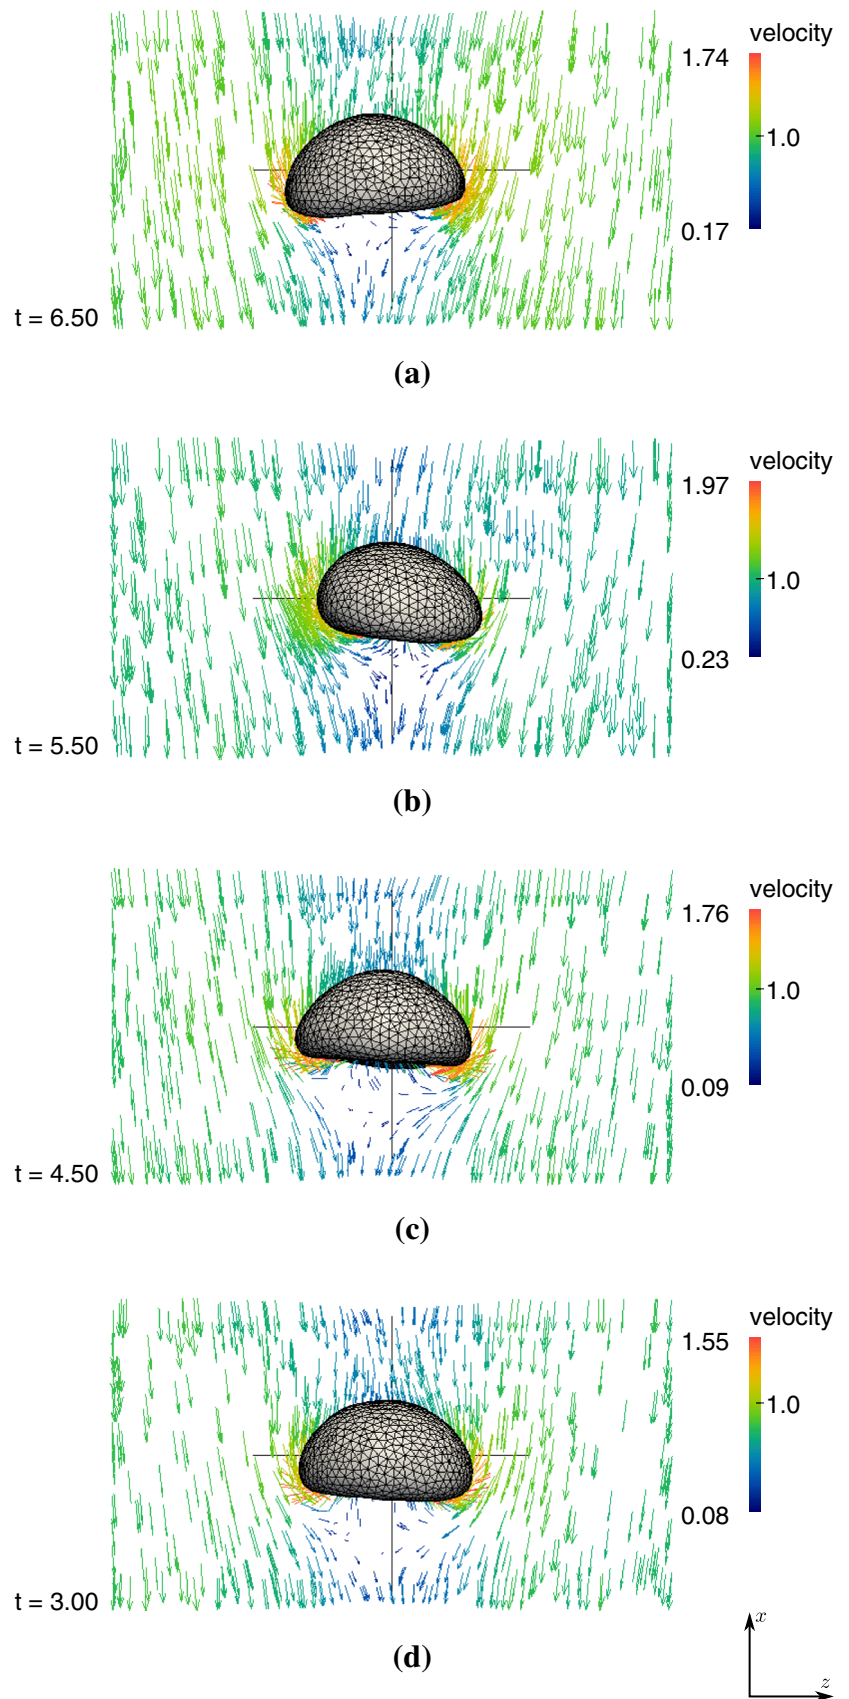 velocity
1.74
1.0
0.17
t = 6.50
(a)
velocity
1.97
1.0
0.23
t = 5.50
(b)
velocity
1.76
1.0
0.09
t = 4.50
(c)
velocity
1.55
1.0
0.08
t = 3.00
(d)
x
z